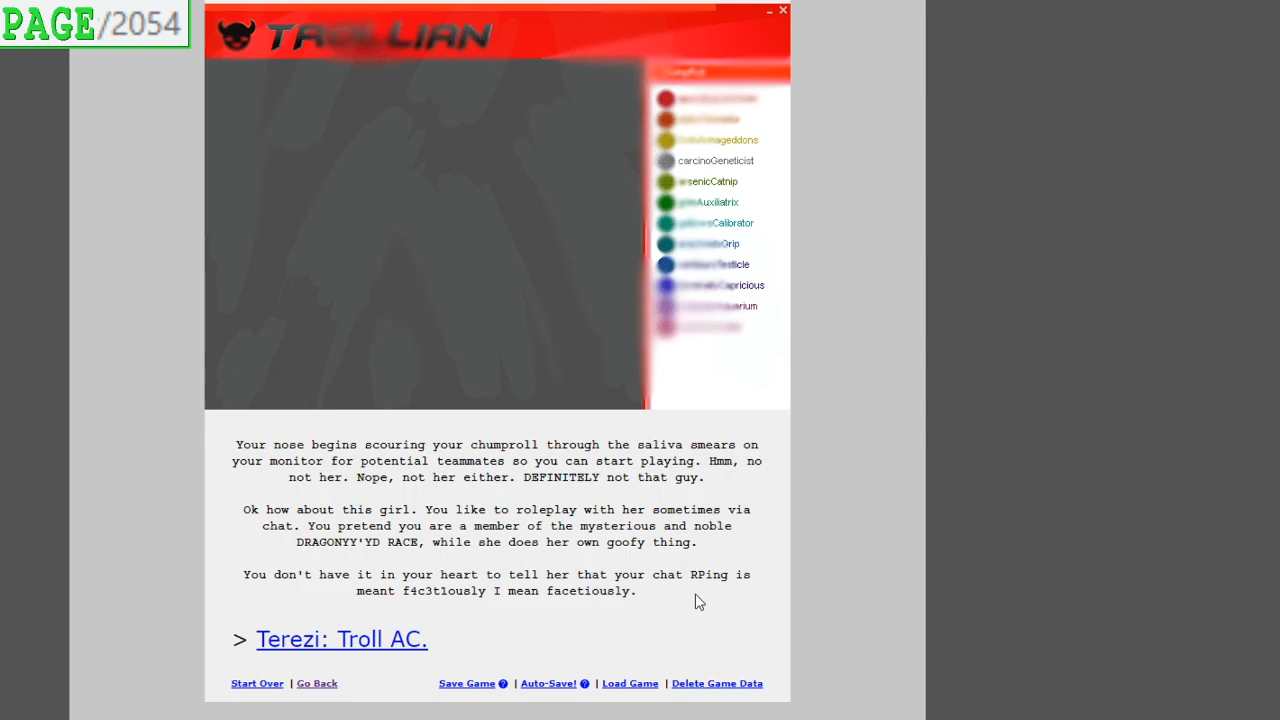 PAGE/2054
TROLLIAN
carcinoGeneticist
Your nose begins scouring your chumproll through the saliva smears on
your monitor for potential teammates so you can start playing. Hmm, no
not her. Nope, not her either. DEFINITELY not that guy.
Ok how about this girl. You like to roleplay with her sometimes via
chat. You pretend you are a member of the mysterious and noble
DRAGONYY'YD RACE, while she does her own goofy thing.
You don't have it in your heart to tell her that your chat RPing is
meant f4c3t1ously I mean facetiously.
> Terezi: Troll AC.
Start Over | Go Back Save Game ? | Auto-Save! ? | Load Game | Delete Game Data